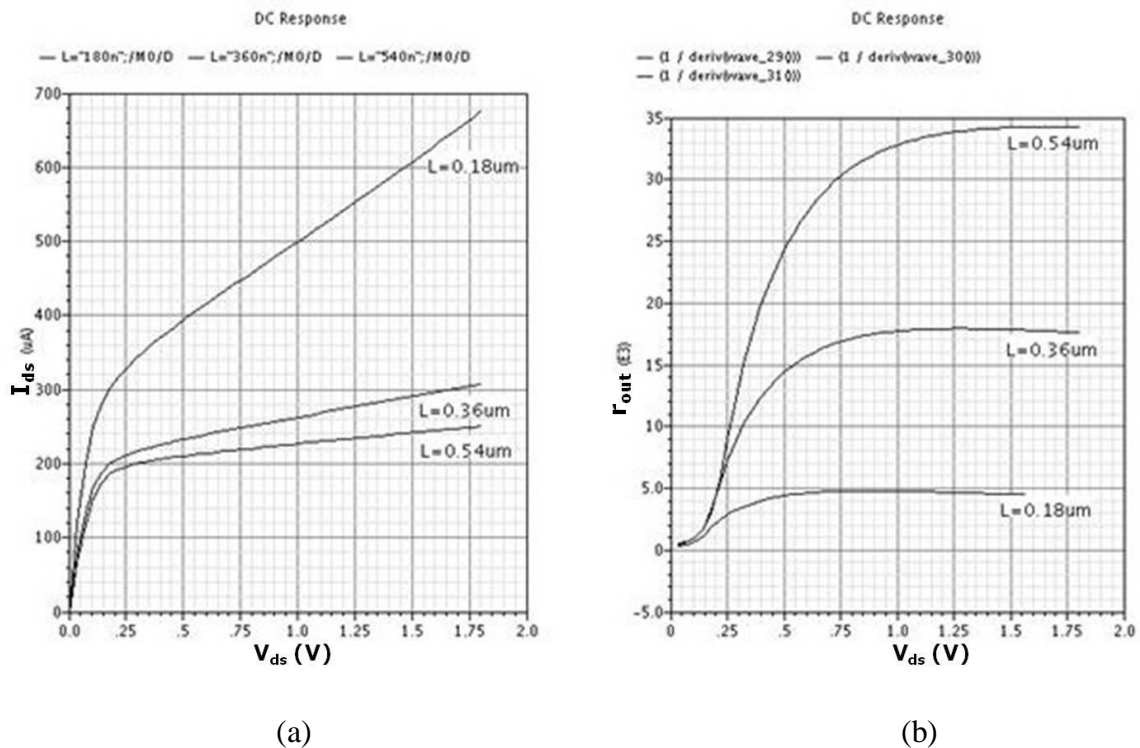 DC Response
L="180n";/M0/D L="360n";/M0/D L="540n";/M0/D
700
600
500
400
300
200
100
0
L=0.18um
L=0.36um
L=0.54um
Ids (uA)
0.0 .25 .5 .75 1.0 1.25 1.5 1.75 2.0
Vds (V)
(a)
DC Response
(1 / deriv(wave_29())) (1 / deriv(wave_30()))
(1 / deriv(wave_31()))
35
30
25
20
15
10
5.0
0
-5.0
L=0.54um
L=0.36um
L=0.18um
rout (E3)
0 .25 .5 .75 1.0 1.25 1.5 1.75 2.0
Vds (V)
(b)